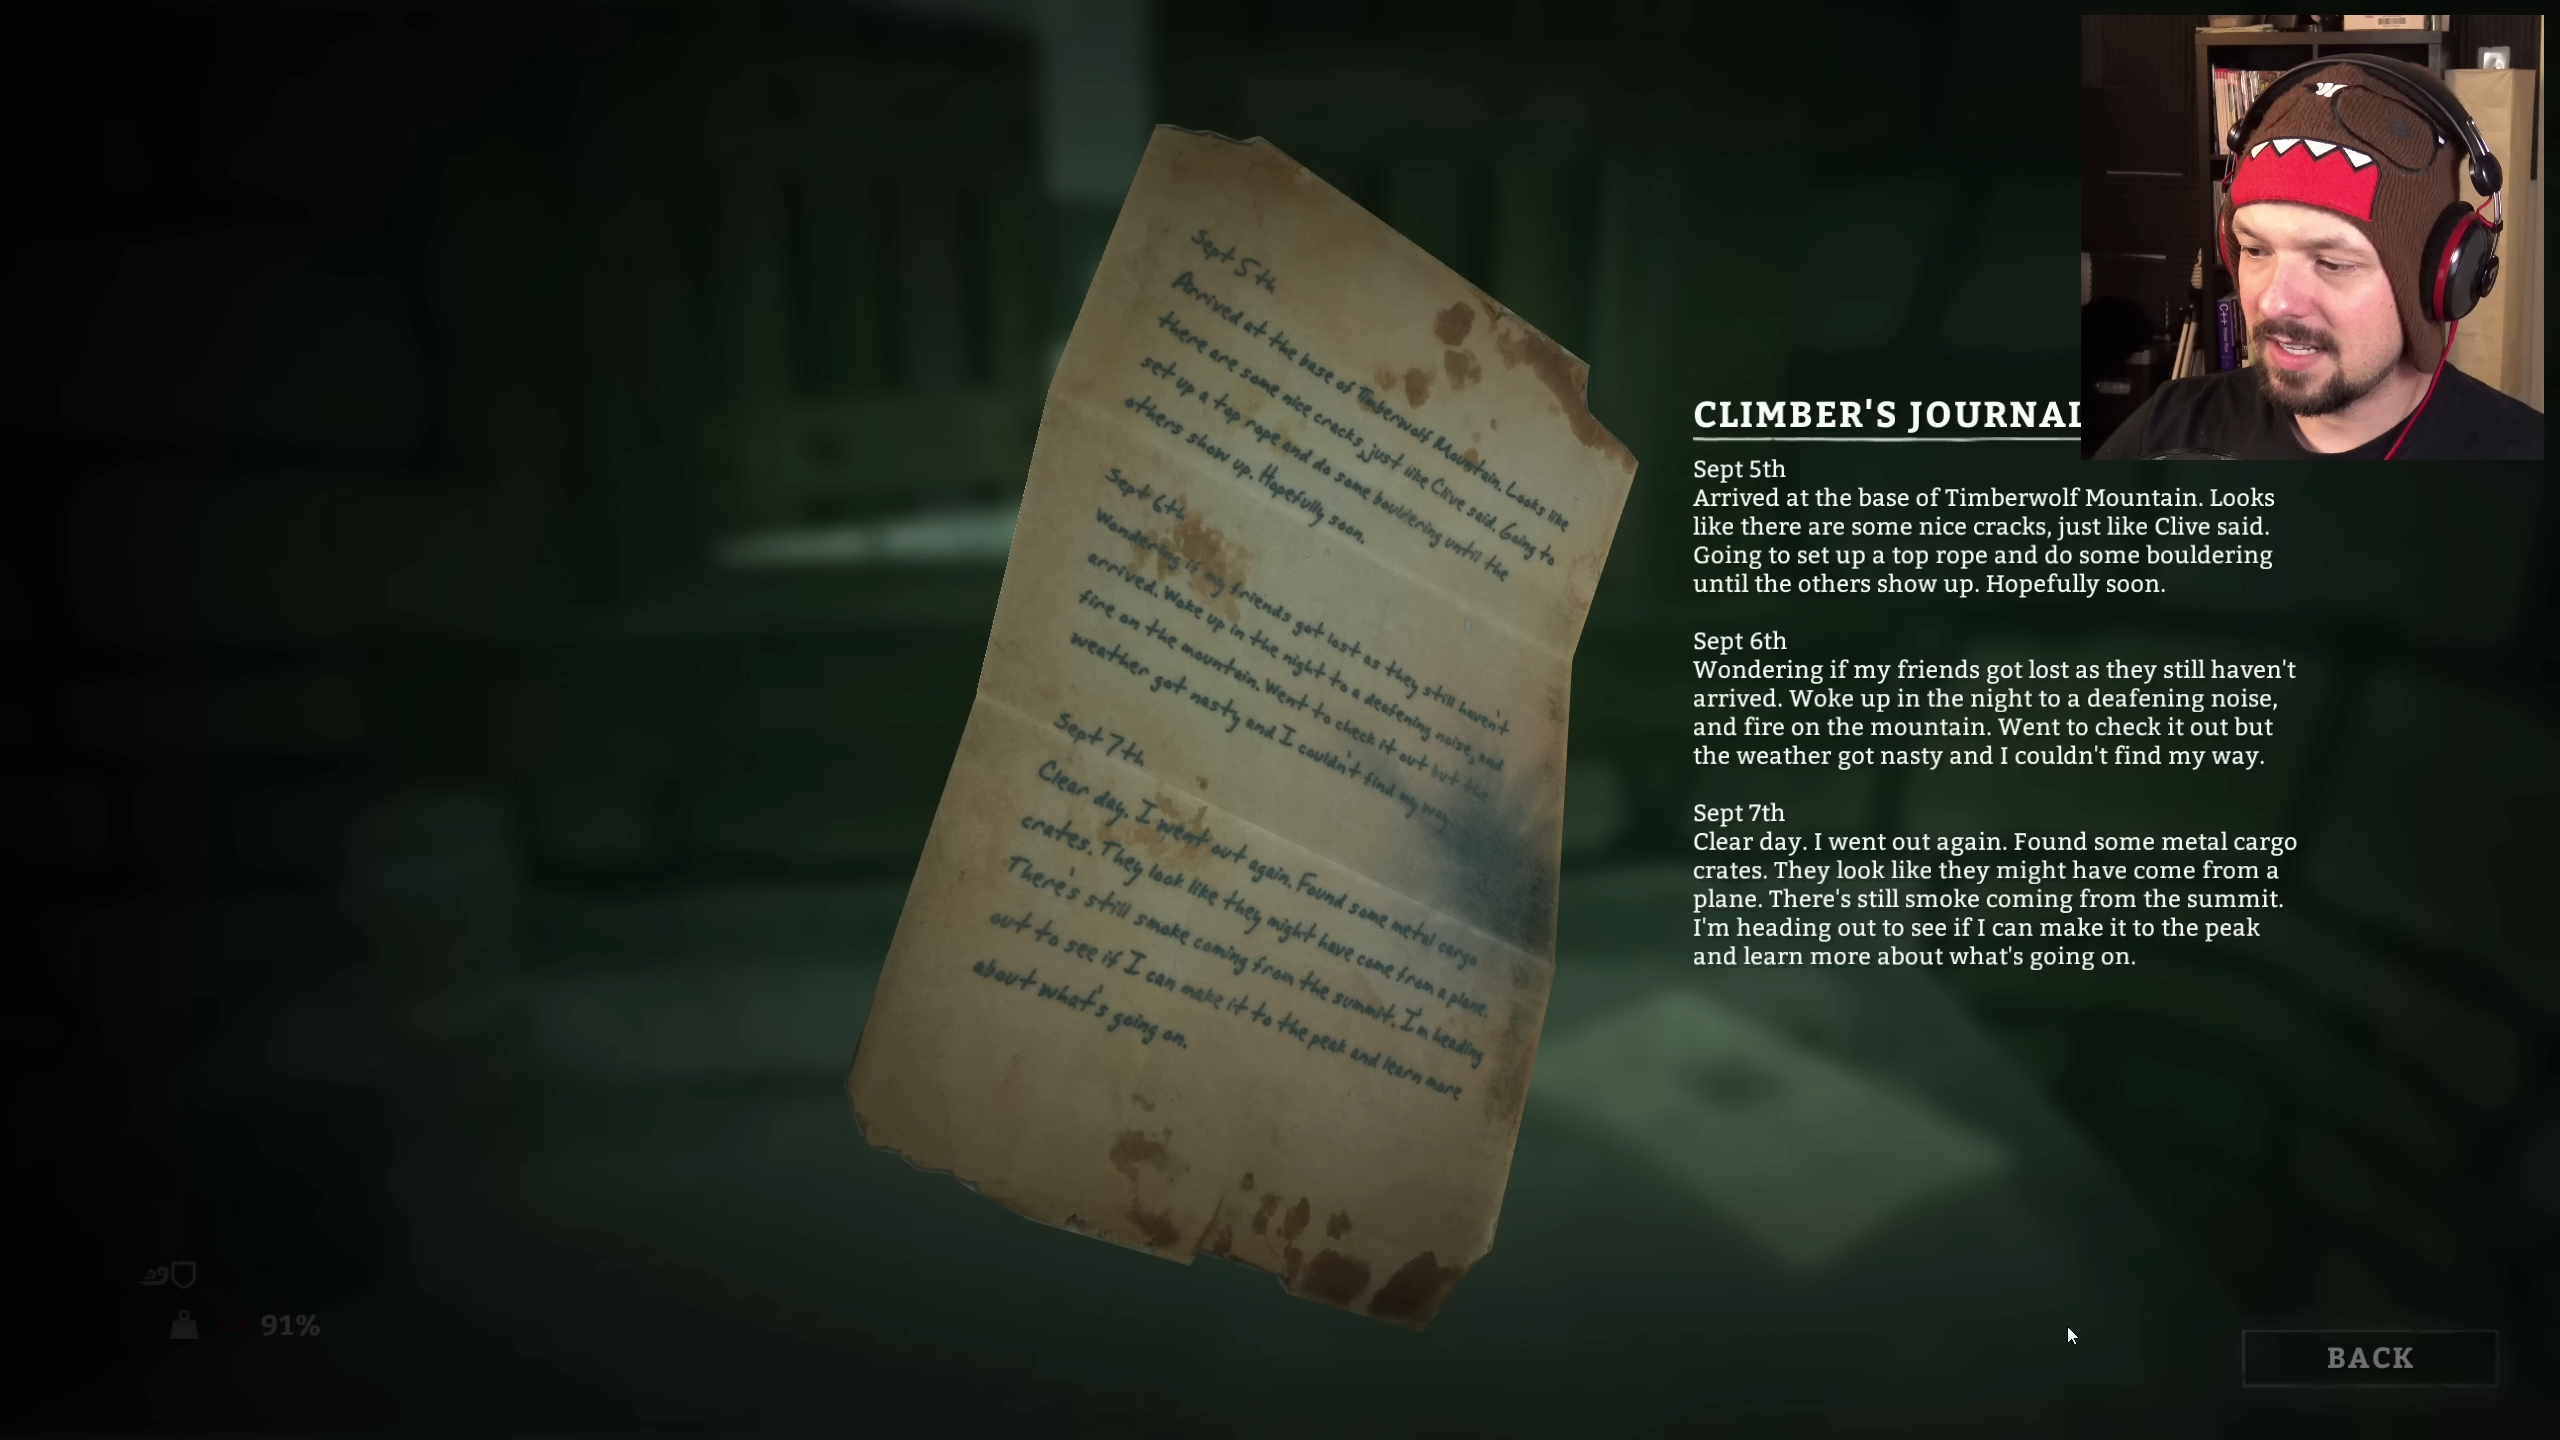 Sept 5th
Arrived at the base of Timberwolf Mountain. Looks like
there are some nice cracks, just like Clive said. Going to
set up a top rope and do some bouldering until the
others show up. Hopefully soon.
Sept 6th
Wondering if my friends got lost as they still haven't
arrived. Woke up in the night to a deafening noise, and
fire on the mountain. Went to check it out but the
weather got nasty and I couldn't find my way.
Sept 7th
Clear day. I went out again. Found some metal cargo
crates. They look like they might have come from a plane.
There's still smoke coming from the summit. I'm heading
out to see if I can make it to the peak and learn more
about what's going on.
CLIMBER'S JOURNAL
Sept 5th
Arrived at the base of Timberwolf Mountain. Looks
like there are some nice cracks, just like Clive said.
Going to set up a top rope and do some bouldering
until the others show up. Hopefully soon.
Sept 6th
Wondering if my friends got lost as they still haven't
arrived. Woke up in the night to a deafening noise,
and fire on the mountain. Went to check it out but
the weather got nasty and I couldn't find my way.
Sept 7th
Clear day. I went out again. Found some metal cargo
crates. They look like they might have come from a
plane. There's still smoke coming from the summit.
I'm heading out to see if I can make it to the peak
and learn more about what's going on.
C++
91%
BACK